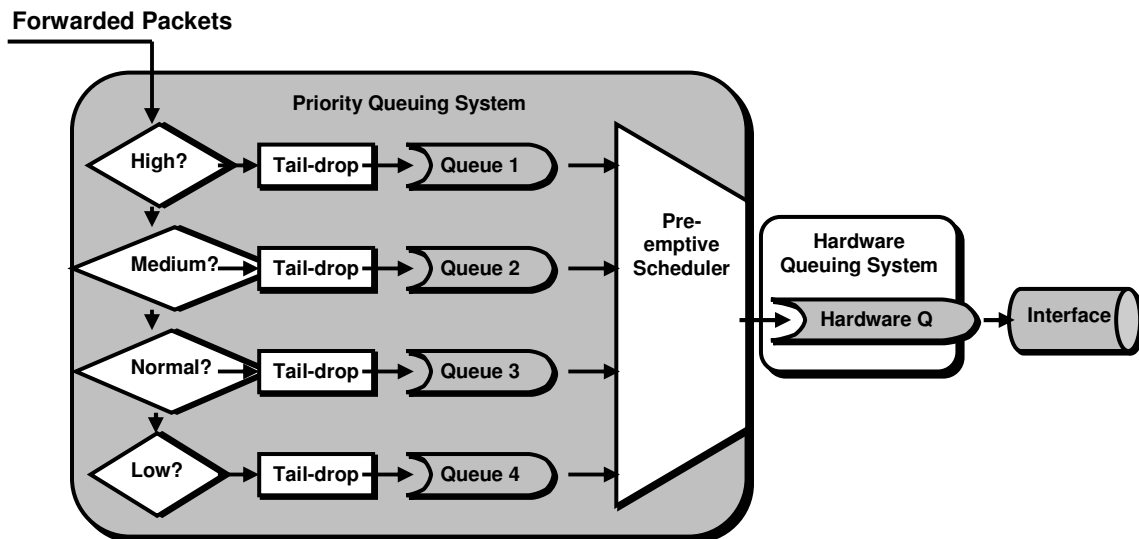 Forwarded Packets
Priority Queuing System
High?
Tail-drop
Queue 1
Medium?
Tail-drop
Queue 2
Normal?
Tail-drop
Queue 3
Low?
Tail-drop
Queue 4
Pre-
emptive
Scheduler
Hardware
Queuing System
Hardware Q
Interface